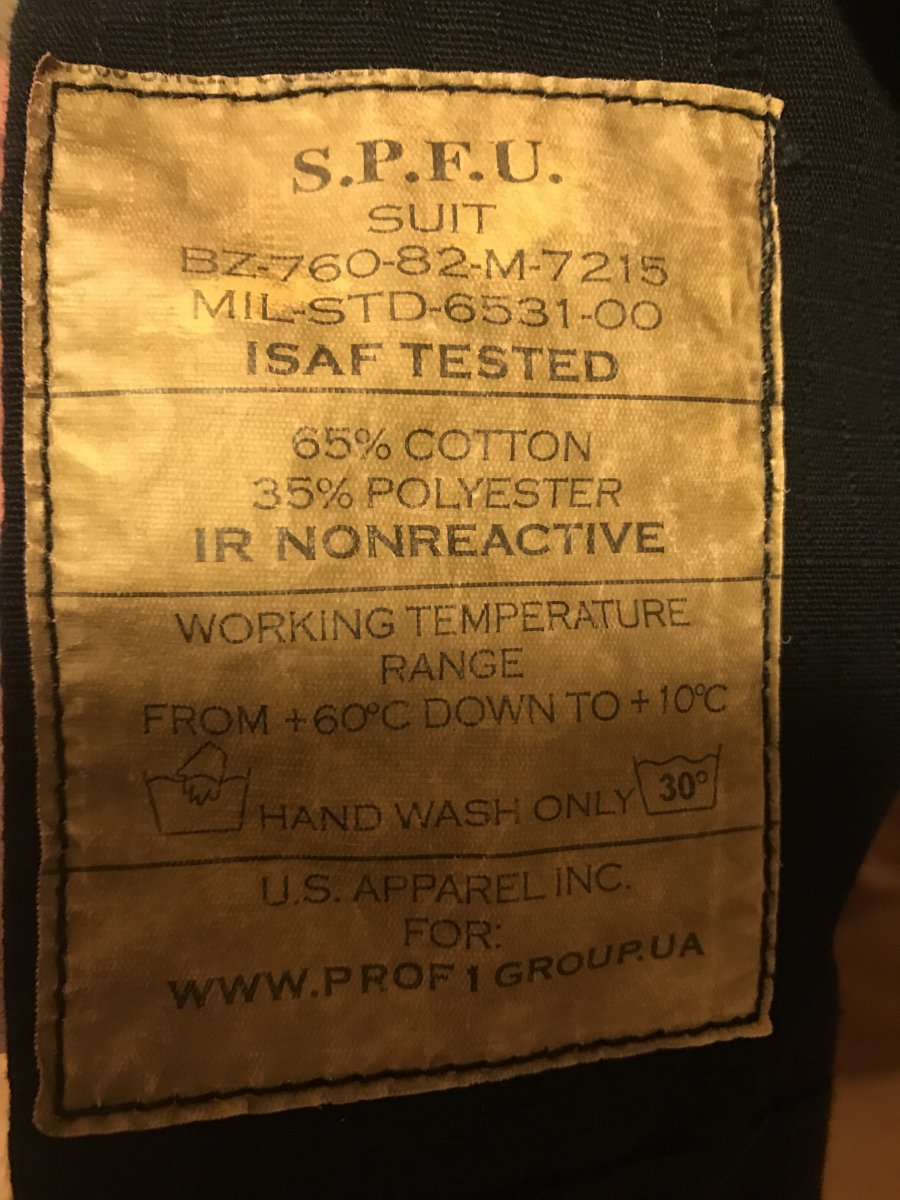 S.P.F.U.
SUIT
BZ-760-82-M-7215
MIL-STD-6531-00
ISAF TESTED
65% COTTON
35% POLYESTER
IR NONREACTIVE
WORKING TEMPERATURE
RANGE
FROM +60°C DOWN TO +10°C
HAND WASH ONLY 30°
U.S. APPAREL INC.
FOR:
WWW.PROF1GROUP.UA